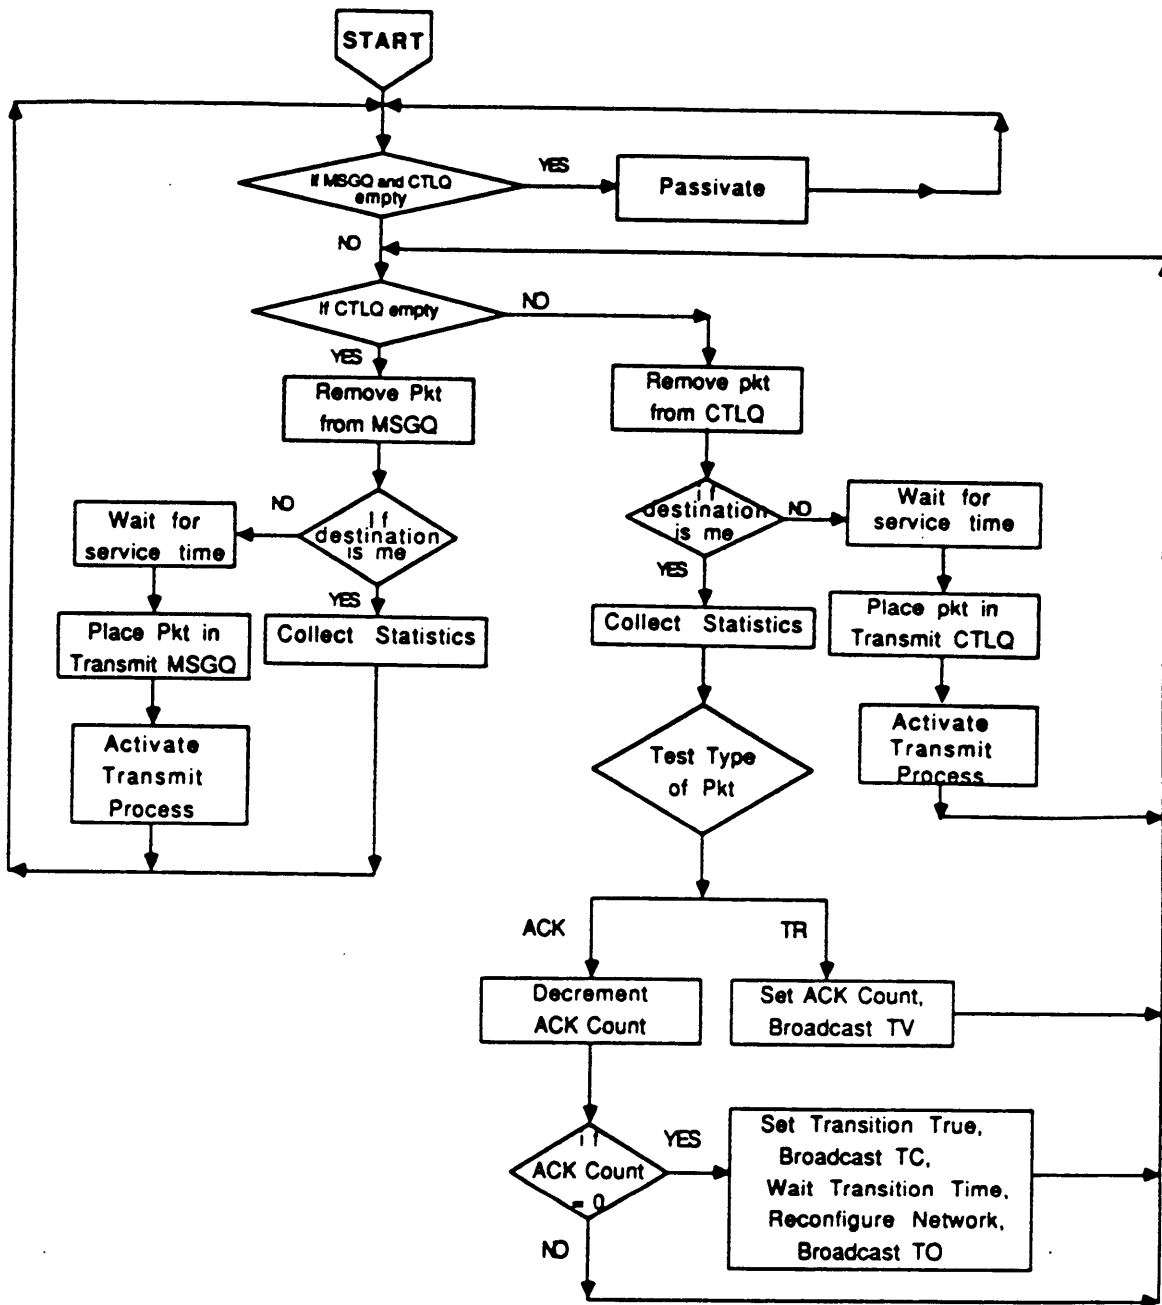 START
If MSGQ and CTLQ
empty
YES
Passivate
NO
If CTLQ empty
NO
YES
Remove Pkt
from MSGQ
Remove pkt
from CTLQ
NO
If
destination
is me
Wait for
service time
YES
Place Pkt in
Transmit MSGQ
Collect Statistics
Activate
Transmit
Process
if
destination
is me
NO
Wait for
service time
YES
Collect Statistics
Place pkt in
Transmit CTLQ
Test Type
of Pkt
Activate
Transmit
Process
ACK
TR
Decrement
ACK Count
Set ACK Count,
Broadcast TV
if
ACK Count
= 0
YES
Set Transition True,
Broadcast TC,
Wait Transition Time,
Reconfigure Network,
Broadcast TO
NO